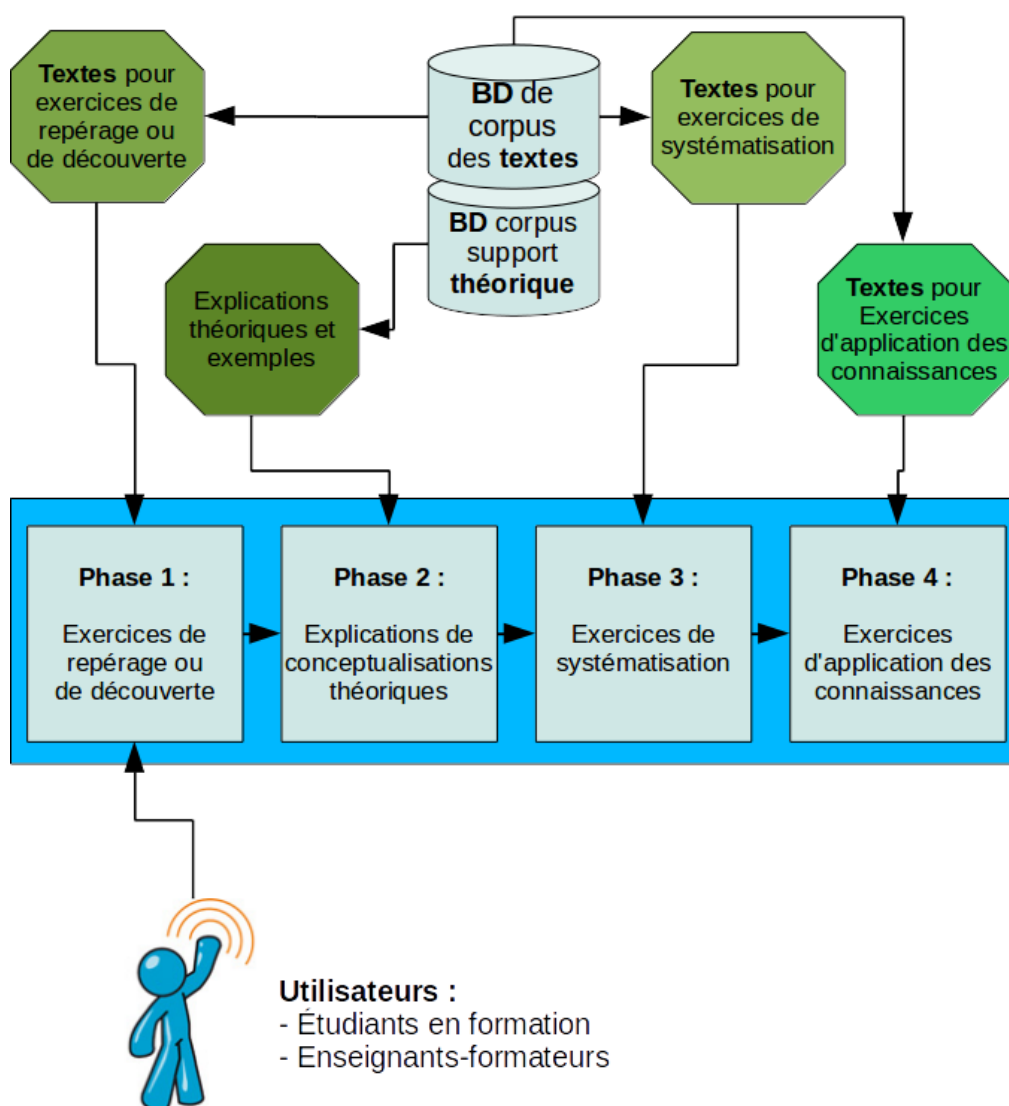 Textes pour
exercices de
repérage ou
de découverte
BD de
corpus
des textes
Textes pour
exercices de
systématisation
BD corpus
support
théorique
Explications
théoriques et
exemples
Textes pour
Exercices
d'application des
connaissances
Phase 1 :
Exercices de
repérage ou
de découverte
Phase 2 :
Explications de
conceptualisations
théoriques
Phase 3 :
Exercices de
systématisation
Phase 4 :
Exercices
d'application des
connaissances
Utilisateurs :
- Étudiants en formation
- Enseignants-formateurs